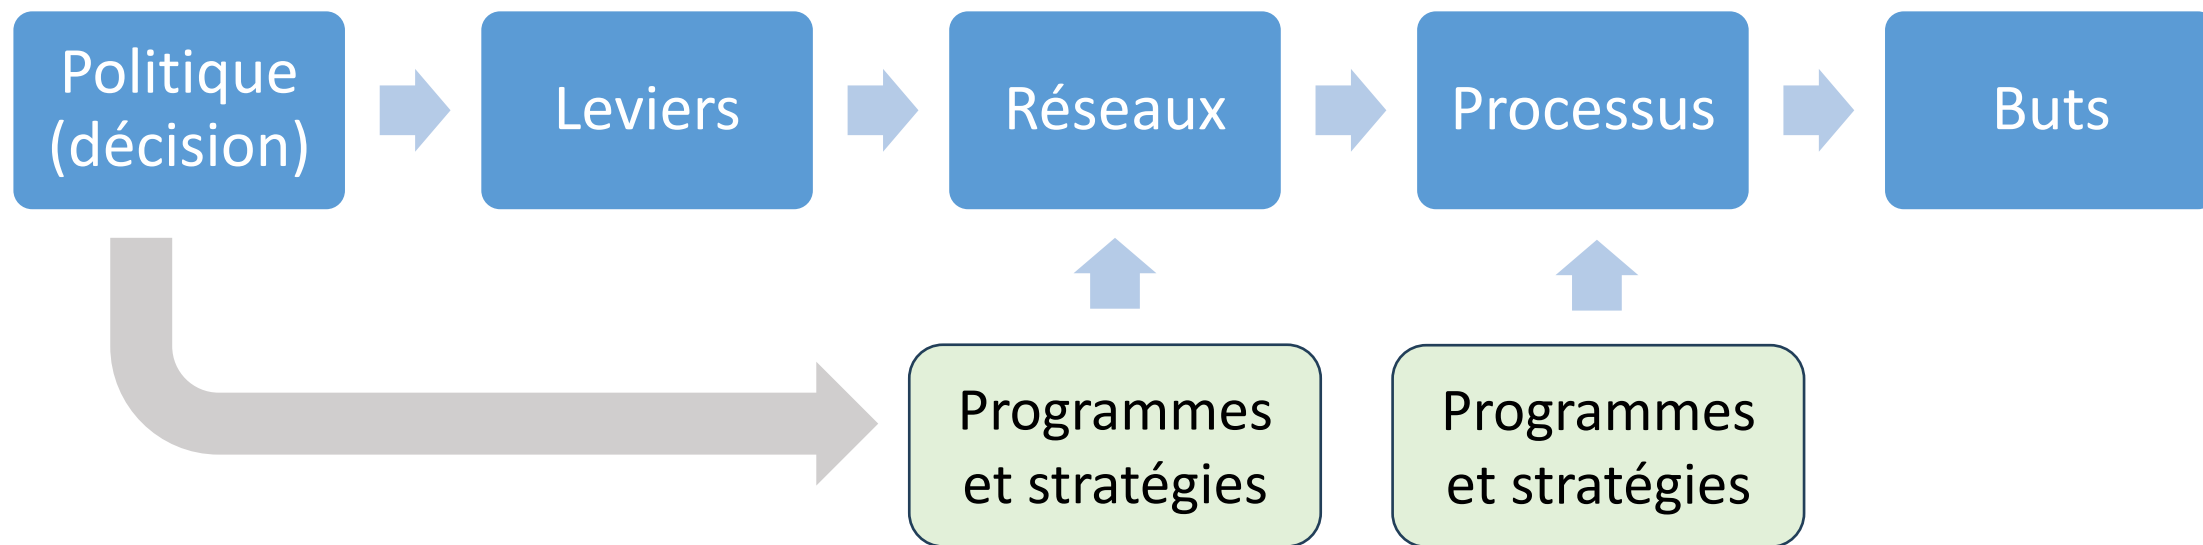 Politique
(décision)
Leviers
Réseaux
Processus
Buts
Programmes
et stratégies
Programmes
et stratégies